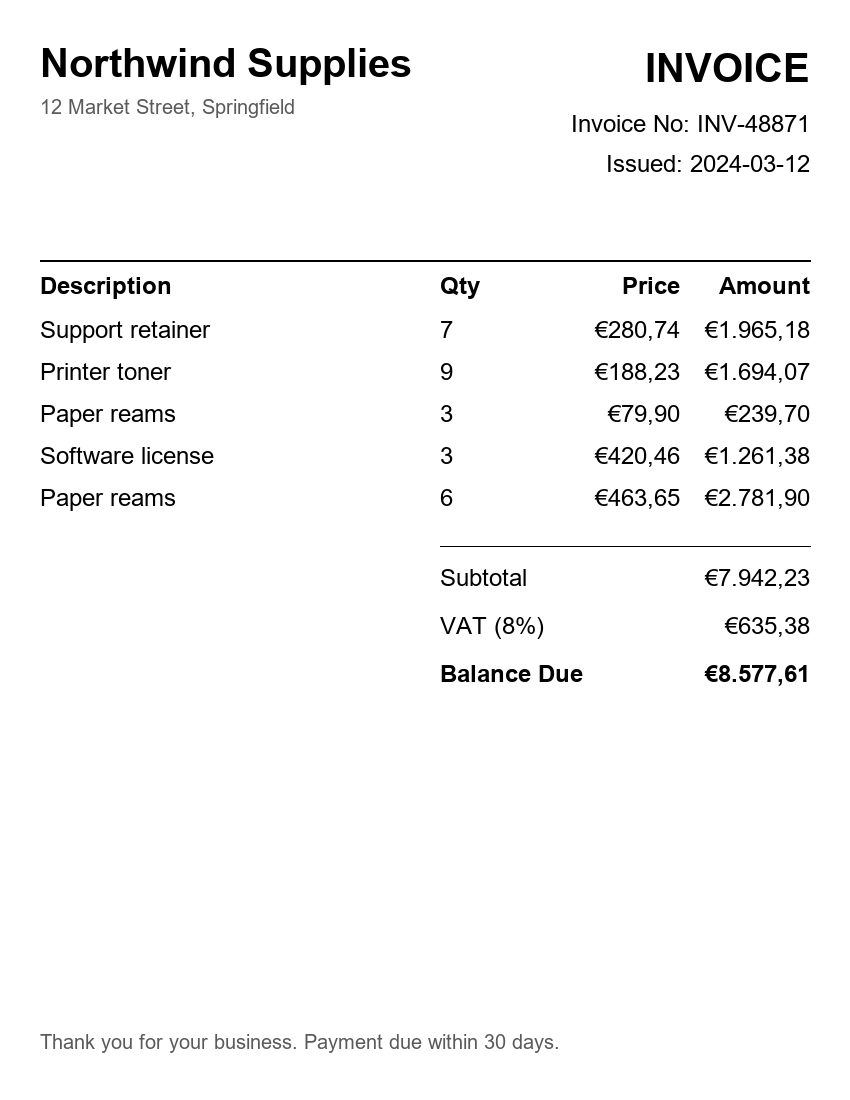 Northwind Supplies
12 Market Street, Springfield
INVOICE
Invoice No: INV-48871
Issued: 2024-03-12
Description Qty Price Amount
Support retainer 7 €280,74 €1.965,18
Printer toner 9 €188,23 €1.694,07
Paper reams 3 €79,90 €239,70
Software license 3 €420,46 €1.261,38
Paper reams 6 €463,65 €2.781,90
Subtotal €7.942,23
VAT (8%) €635,38
Balance Due €8.577,61
Thank you for your business. Payment due within 30 days.